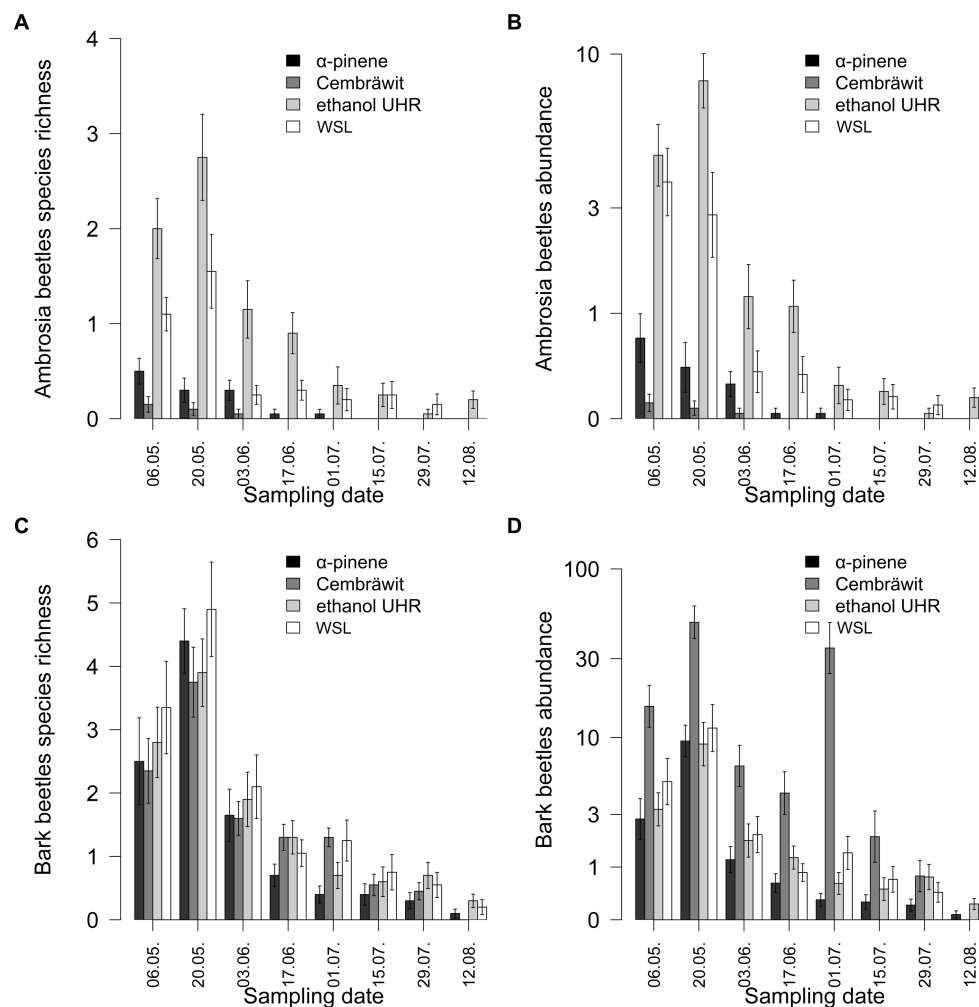 A
Ambrosia beetles species richness
4
3
2
1
0
α-pinene
Cembräwit
ethanol UHR
WSL
06.05.
20.05.
03.06.
17.06.
01.07.
15.07.
29.07.
12.08.
Sampling date
B
Ambrosia beetles abundance
10
3
1
0
α-pinene
Cembräwit
ethanol UHR
WSL
06.05.
20.05.
03.06.
17.06.
01.07.
15.07.
29.07.
12.08.
Sampling date
C
Bark beetles species richness
6
5
4
3
2
1
0
α-pinene
Cembräwit
ethanol UHR
WSL
06.05.
20.05.
03.06.
17.06.
01.07.
15.07.
29.07.
12.08.
Sampling date
D
Bark beetles abundance
100
30
10
3
1
0
α-pinene
Cembräwit
ethanol UHR
WSL
06.05.
20.05.
03.06.
17.06.
01.07.
15.07.
29.07.
12.08.
Sampling date